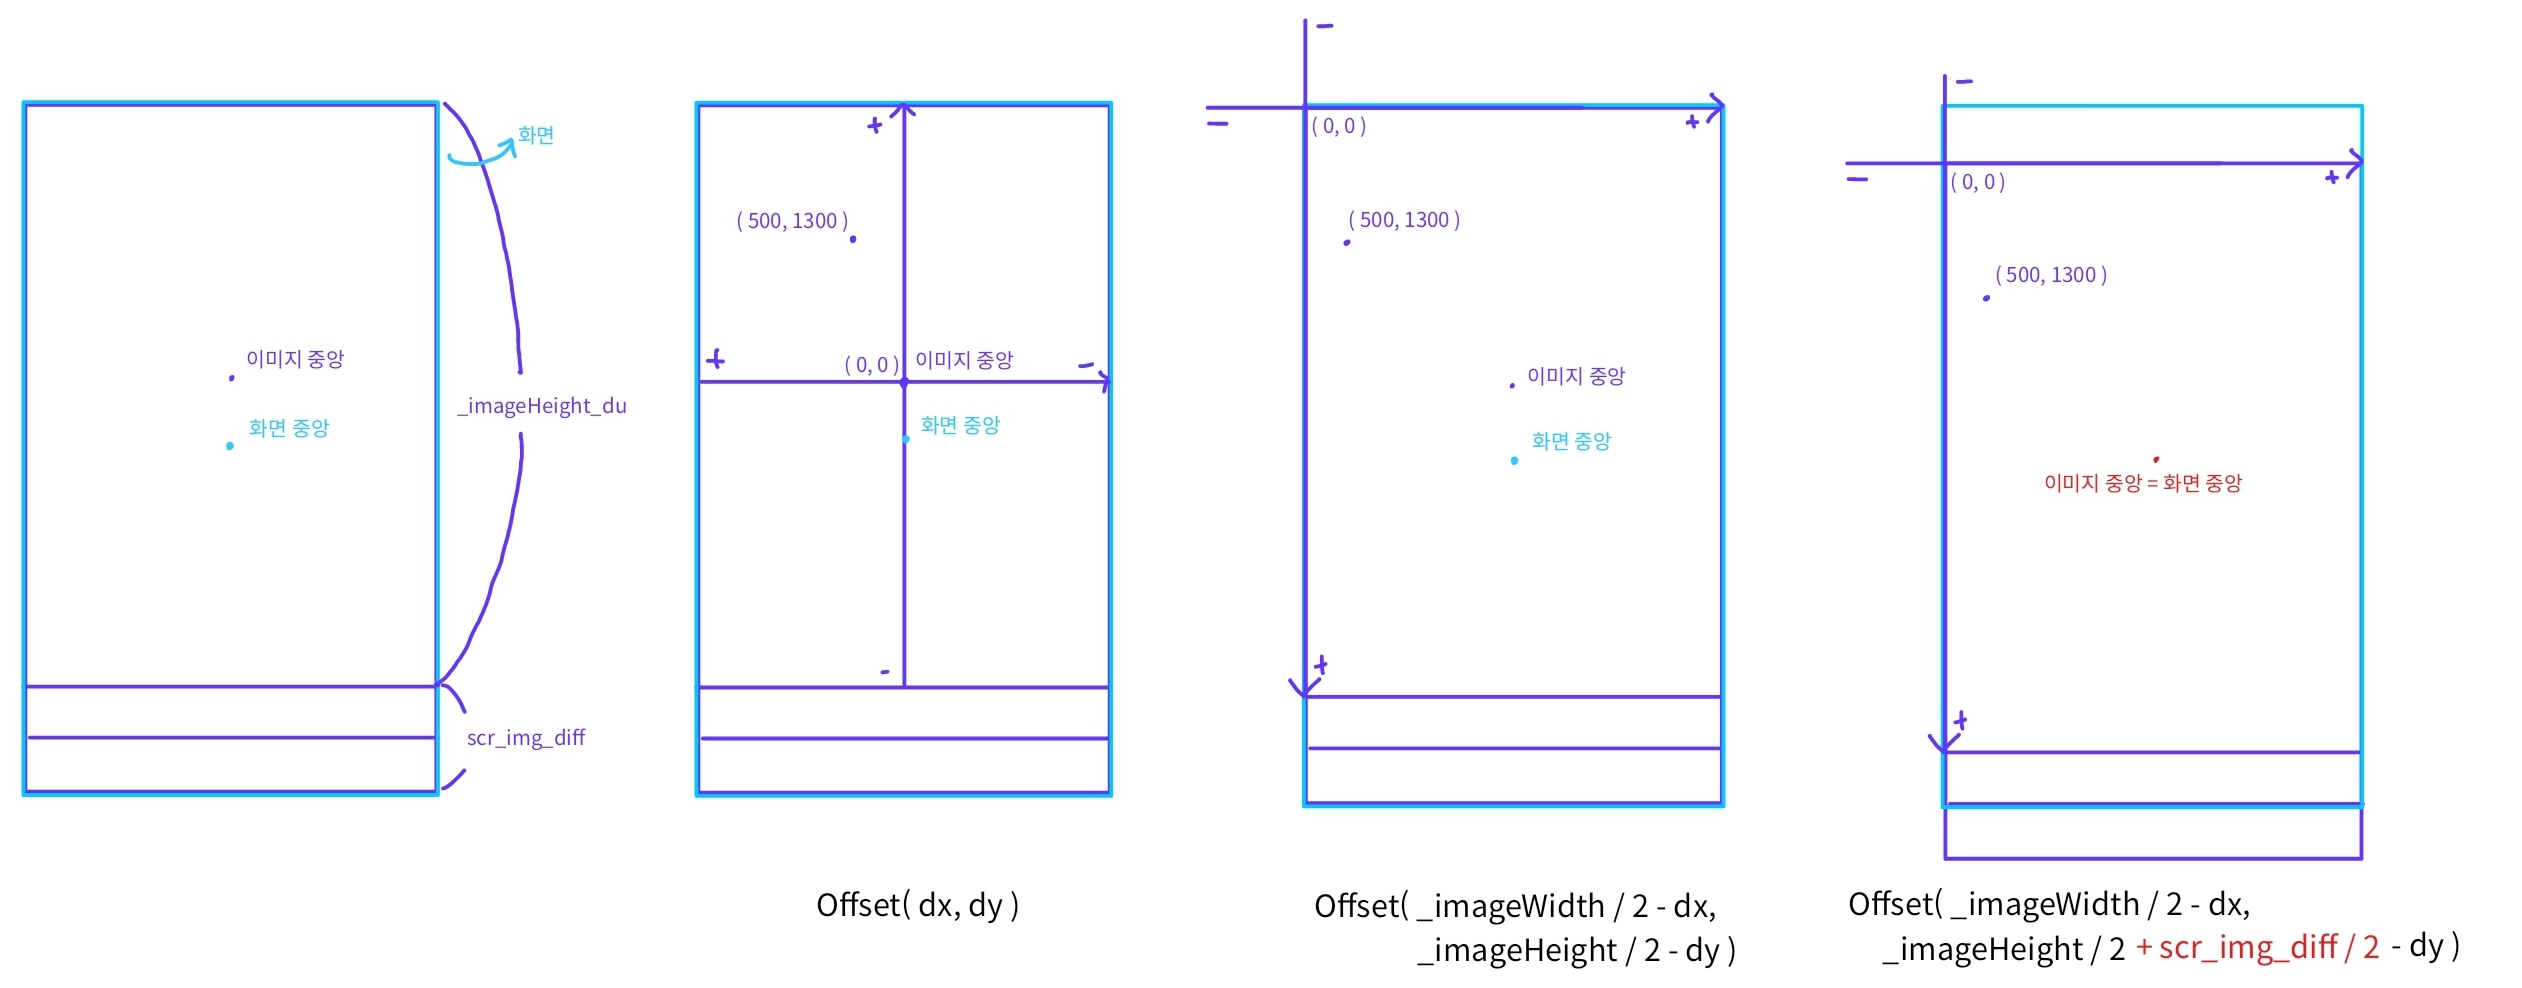 화면
이미지 중앙
화면 중앙
_imageHeight_du
scr_img_diff
+
( 500, 1300 )
+
( 0, 0 )
이미지 중앙
-
화면 중앙
-
Offset( dx, dy )
-
-
( 0, 0 )
+
( 500, 1300 )
이미지 중앙
화면 중앙
+
Offset( _imageWidth / 2 - dx,
_imageHeight / 2 - dy )
-
-
( 0, 0 )
+
( 500, 1300 )
이미지 중앙 = 화면 중앙
+
Offset( _imageWidth / 2 - dx,
_imageHeight / 2 + scr_img_diff / 2 - dy )